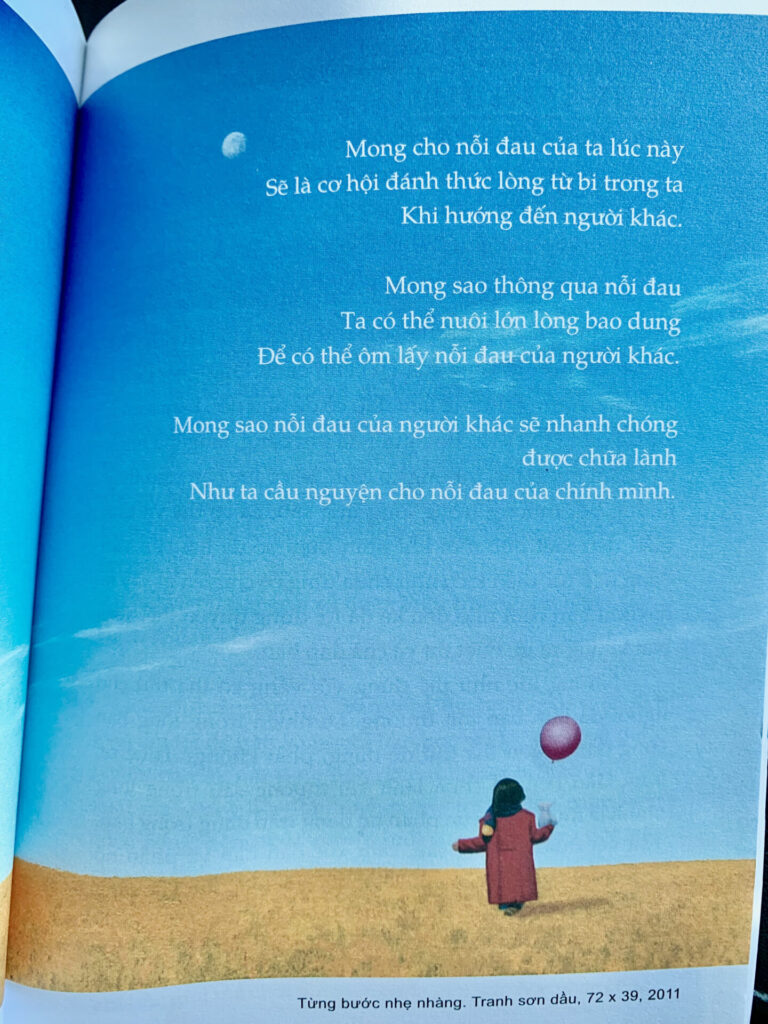 Mong cho nỗi đau của ta lúc này
Sẽ là cơ hội đánh thức lòng từ bi trong ta
Khi hướng đến người khác.
Mong sao thông qua nỗi đau
Ta có thể nuôi lớn lòng bao dung
Để có thể ôm lấy nỗi đau của người khác.
Mong sao nỗi đau của người khác sẽ nhanh chóng
được chữa lành
Như ta cầu nguyện cho nỗi đau của chính mình.
Từng bước nhẹ nhàng. Tranh sơn dầu, 72 x 39, 2011